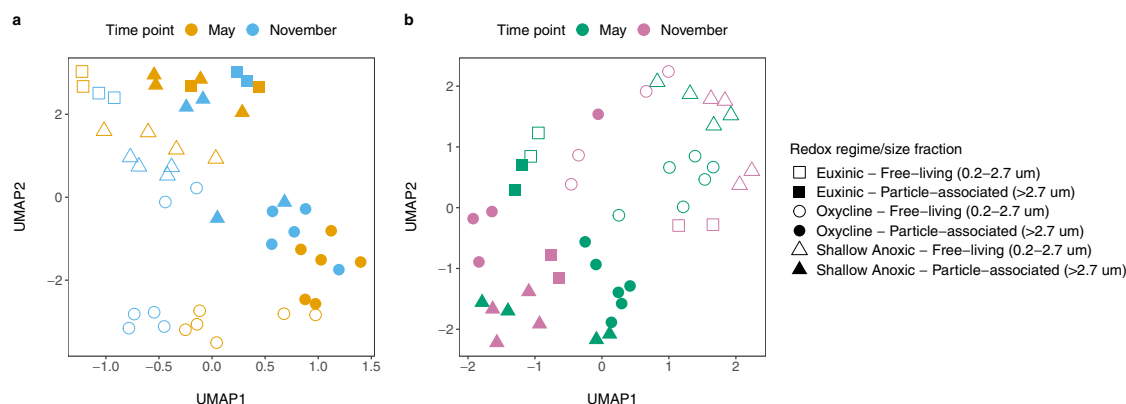 a
Time point May November
2
0
−2
UMAP2
−1.0 −0.5 0.0 0.5 1.0 1.5
UMAP1
b
Time point May November
2
1
0
−1
−2
UMAP2
−2 −1 0 1 2
UMAP1
Redox regime/size fraction
Euxinic − Free−living (0.2−2.7 um)
Euxinic − Particle−associated (>2.7 um)
Oxycline − Free−living (0.2−2.7 um)
Oxycline − Particle−associated (>2.7 um)
Shallow Anoxic − Free−living (0.2−2.7 um)
Shallow Anoxic − Particle−associated (>2.7 um)